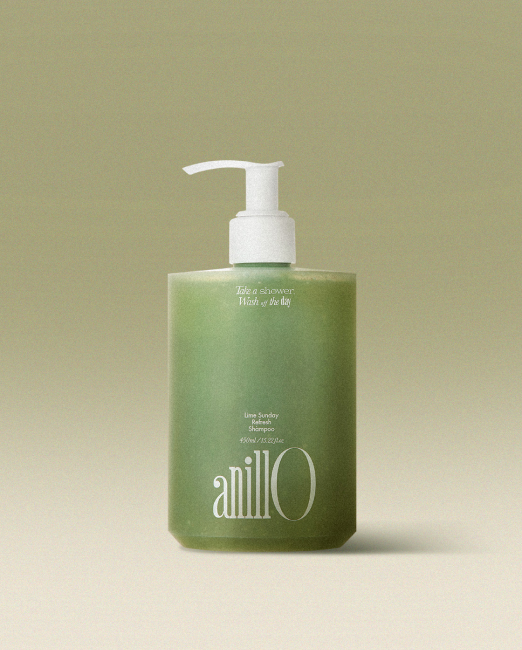 Take a shower
Wash off the day
Lime Sunday
Refresh
Shampoo
450ml / 15.22 fl.oz
anillO